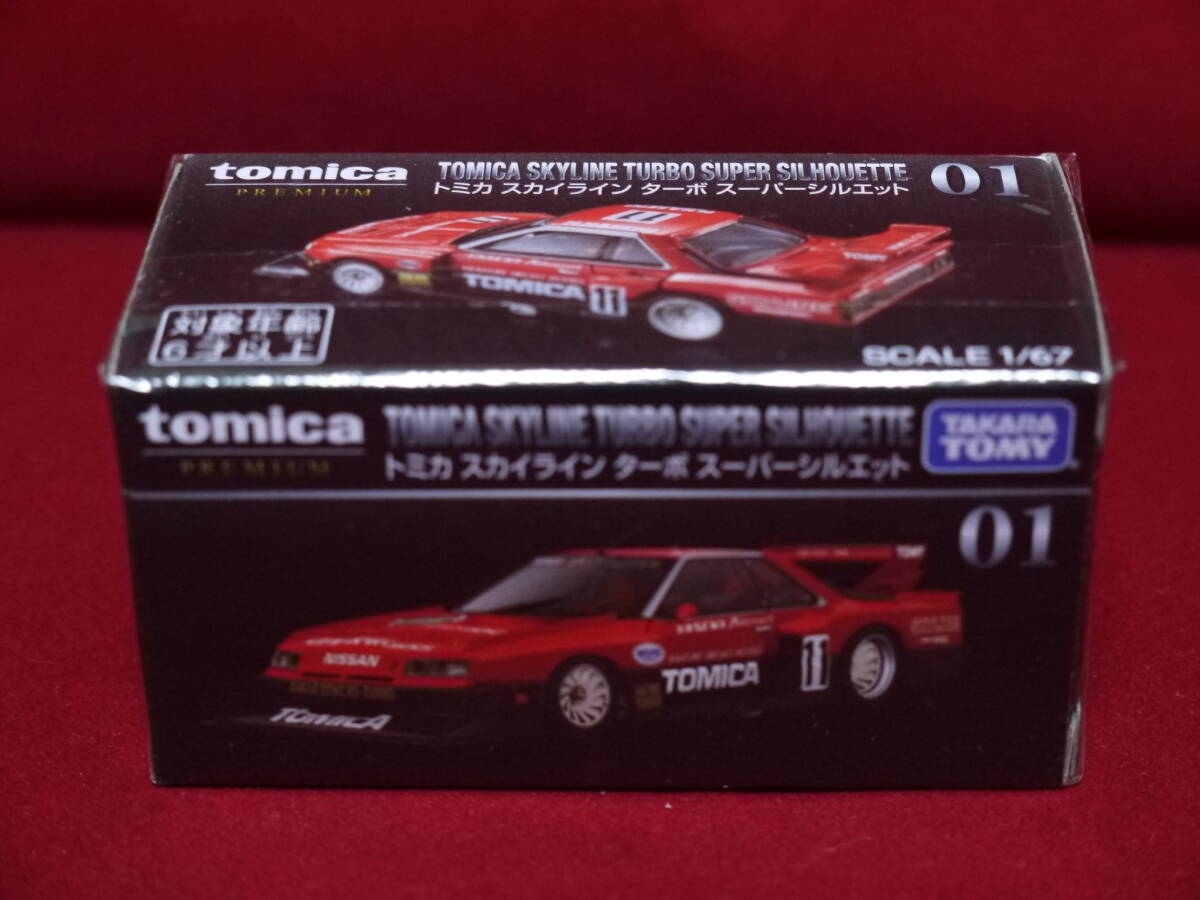 tomica
PREMIUM
TOMICA SKYLINE TURBO SUPER SILHOUETTE
トミカ スカイライン ターボ スーパーシルエット
01
TOMY
TOMICA 11
対象年齢
6才以上
SCALE 1/67
tomica
PREMIUM
TOMICA SKYLINE TURBO SUPER SILHOUETTE
トミカ スカイライン ターボ スーパーシルエット
TAKARA
TOMY
01
TOMY
NISSAN
TOMICA 11
TOMICA